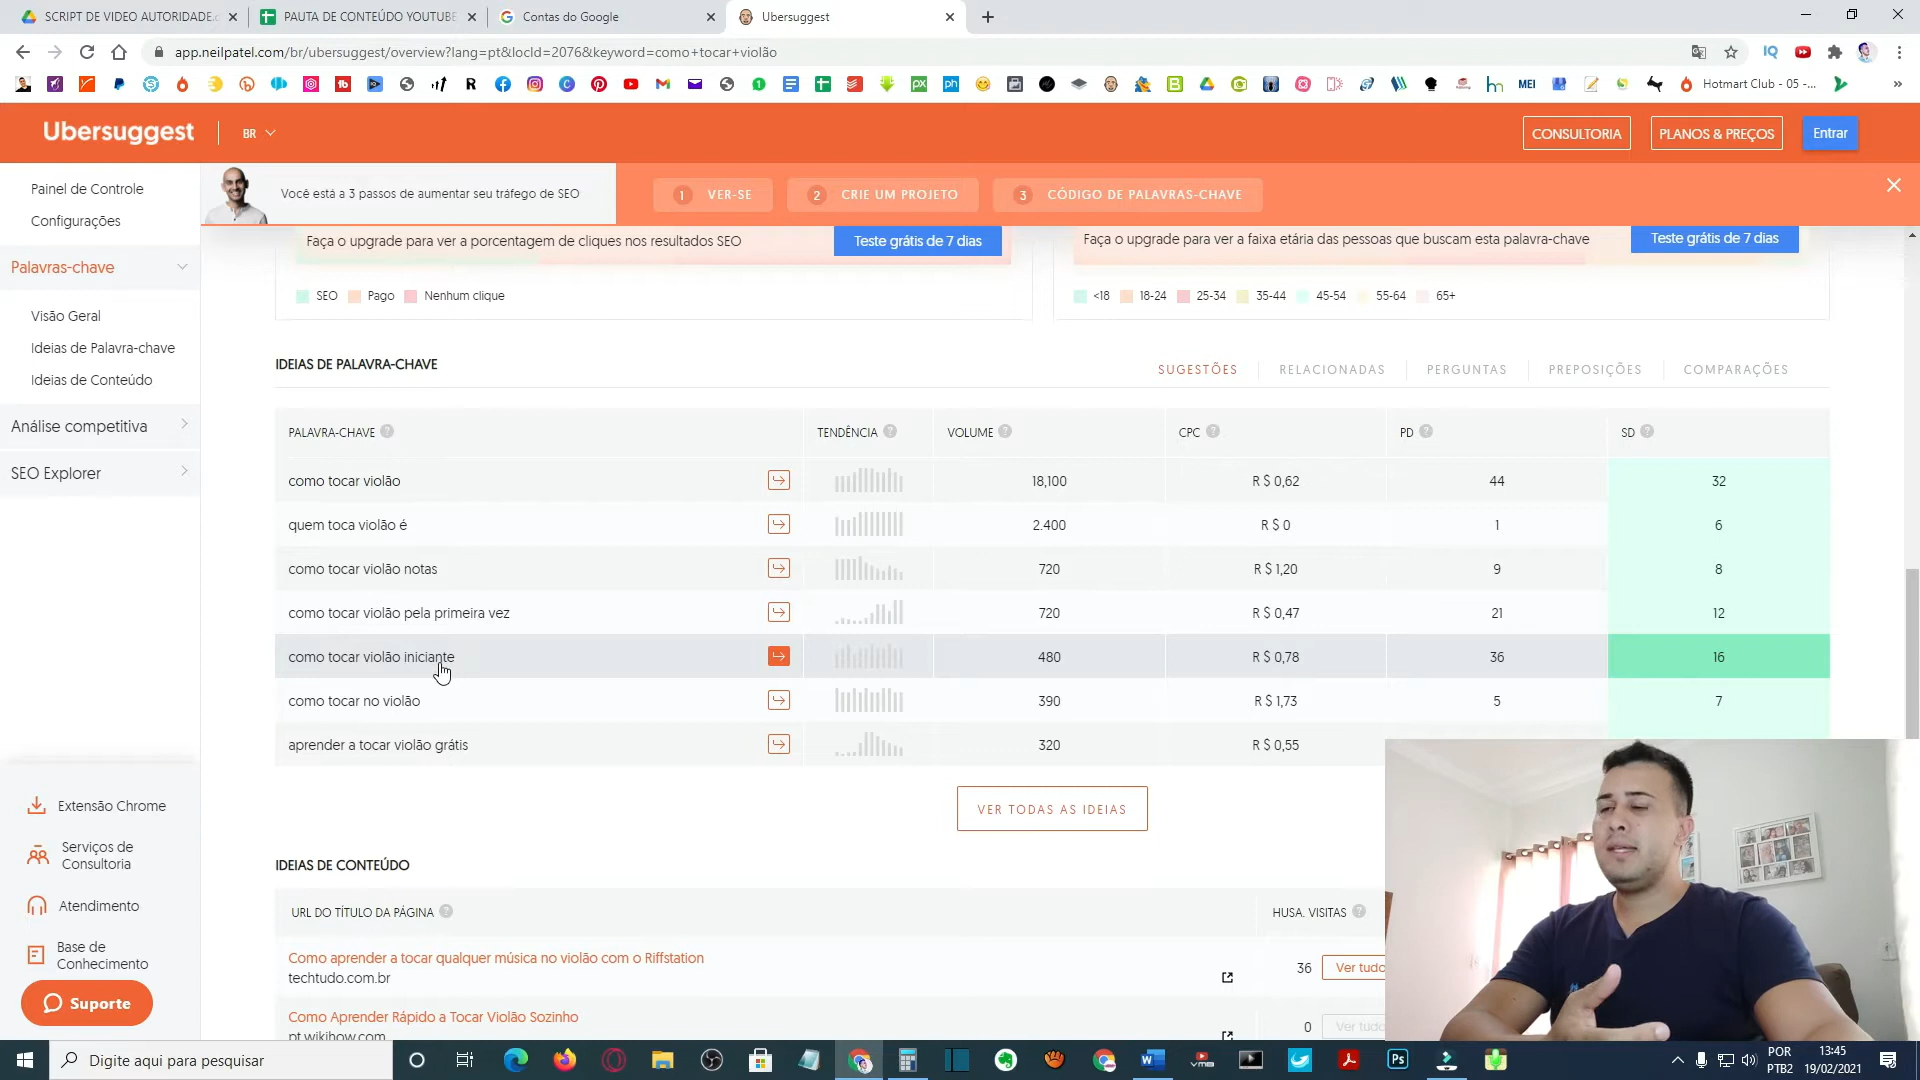 SCRIPT DE VIDEO AUTORIDADE.
PAUTA DE CONTEÚDO YOUTUBE
Contas do Google
Ubersuggest
app.neilpatel.com/br/ubersuggest/overview?lang=pt&locId=2076&keyword=como+tocar+violão
MEI
Hotmart Club - 05 -...
Ubersuggest
BR
CONSULTORIA
PLANOS & PREÇOS
Entrar
Você está a 3 passos de aumentar seu tráfego de SEO
1 VER-SE
2 CRIE UM PROJETO
3 CÓDIGO DE PALAVRAS-CHAVE
Painel de Controle
Configurações
Palavras-chave
Visão Geral
Ideias de Palavra-chave
Ideias de Conteúdo
Análise competitiva
SEO Explorer
Extensão Chrome
Serviços de
Consultoria
Atendimento
Base de
Conhecimento
Suporte
Faça o upgrade para ver a porcentagem de cliques nos resultados SEO
Teste grátis de 7 dias
Faça o upgrade para ver a faixa etária das pessoas que buscam esta palavra-chave
Teste grátis de 7 dias
SEO Pago Nenhum clique
<18 18-24 25-34 35-44 45-54 55-64 65+
IDEIAS DE PALAVRA-CHAVE
SUGESTÕES RELACIONADAS PERGUNTAS PREPOSIÇÕES COMPARAÇÕES
PALAVRA-CHAVE TENDÊNCIA VOLUME CPC PD SD
como tocar violão 18,100 R $ 0,62 44 32
quem toca violão é 2.400 R $ 0 1 6
como tocar violão notas 720 R $ 1,20 9 8
como tocar violão pela primeira vez 720 R $ 0,47 21 12
como tocar violão iniciante 480 R $ 0,78 36 16
como tocar no violão 390 R $ 1,73 5 7
aprender a tocar violão grátis 320 R $ 0,55
VER TODAS AS IDEIAS
IDEIAS DE CONTEÚDO
URL DO TÍTULO DA PÁGINA HUSA. VISITAS
Como aprender a tocar qualquer música no violão com o Riffstation
techtudo.com.br
36 Ver tudo
Como Aprender Rápido a Tocar Violão Sozinho
pt.wikihow.com
0 Ver tudo
Digite aqui para pesquisar
POR
PTB2
13:45
19/02/2021